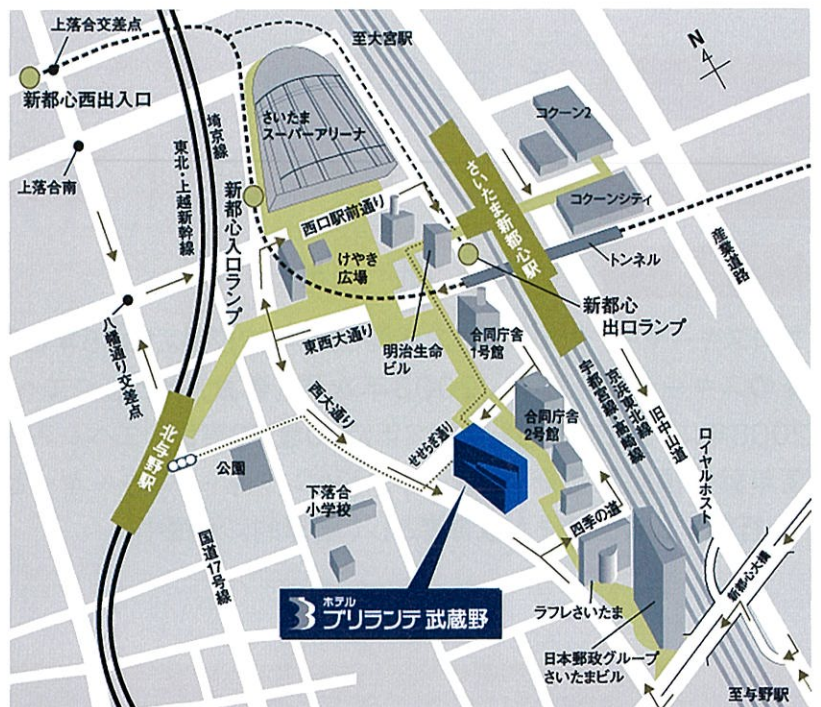 上落合交差点
至大宮駅
N
4
新都心西出入口
さいたま
スーパーアリーナ
コクーン2
埼京線
東北・上越新幹線
上落合南
新都心入口ランプ
西口駅前通り
さいたま新都心駅
コクーンシティ
けやき
広場
トンネル
産業道路
新都心
出口ランプ
八幡通り交差点
東西大通り
明治生命
ビル
合同庁舎
1号館
西大通り
宇都宮線・高崎線
京浜東北線
旧中山道
北与野駅
せせらぎ通り
合同庁舎
2号館
ロイヤルホスト
公園
下落合
小学校
国道17号線
四季の道
新都心大橋
ホテル
ブリランテ 武蔵野
ラフレさいたま
日本郵政グループ
さいたまビル
至与野駅